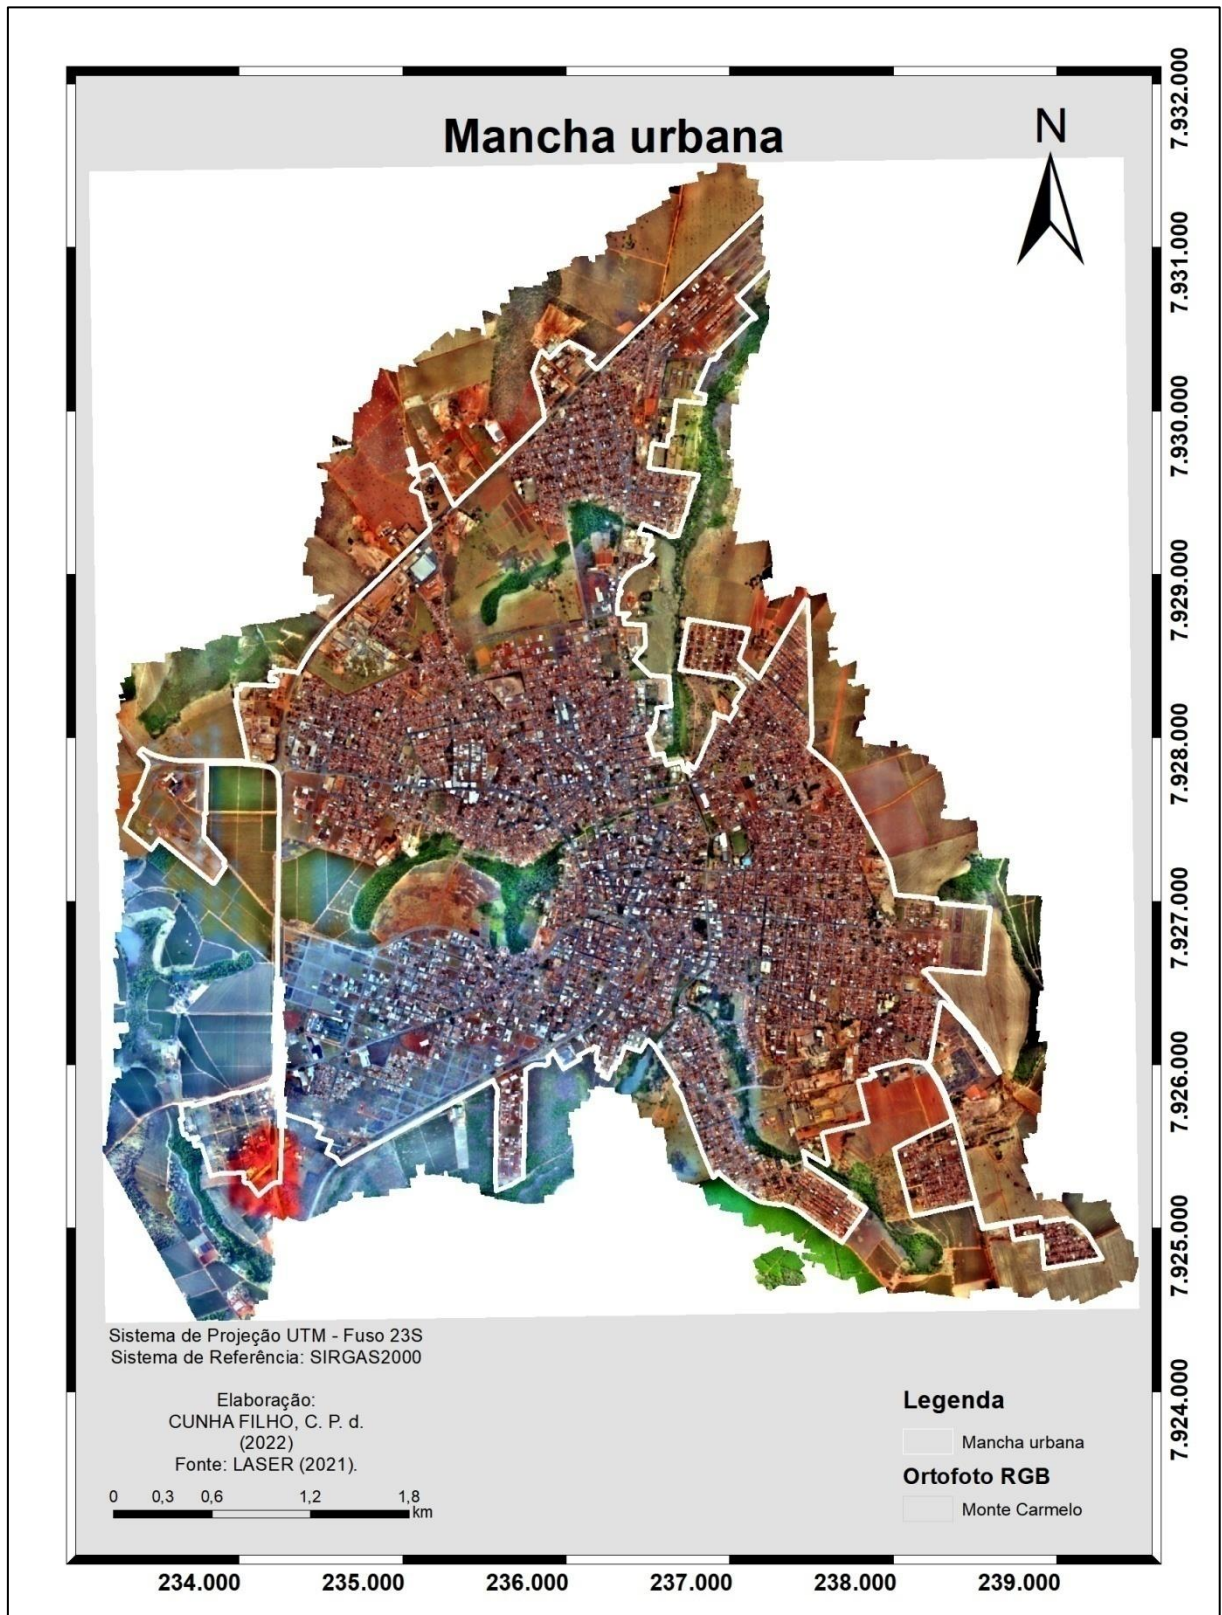 Mancha urbana
N
7.932.000
7.931.000
7.930.000
7.929.000
7.928.000
7.927.000
7.926.000
7.925.000
7.924.000
Sistema de Projeção UTM - Fuso 23S
Sistema de Referência: SIRGAS2000
Elaboração:
CUNHA FILHO, C. P. d.
(2022)
Fonte: LASER (2021).
0 0,3 0,6 1,2 1,8
km
Legenda
Mancha urbana
Ortofoto RGB
Monte Carmelo
234.000 235.000 236.000 237.000 238.000 239.000